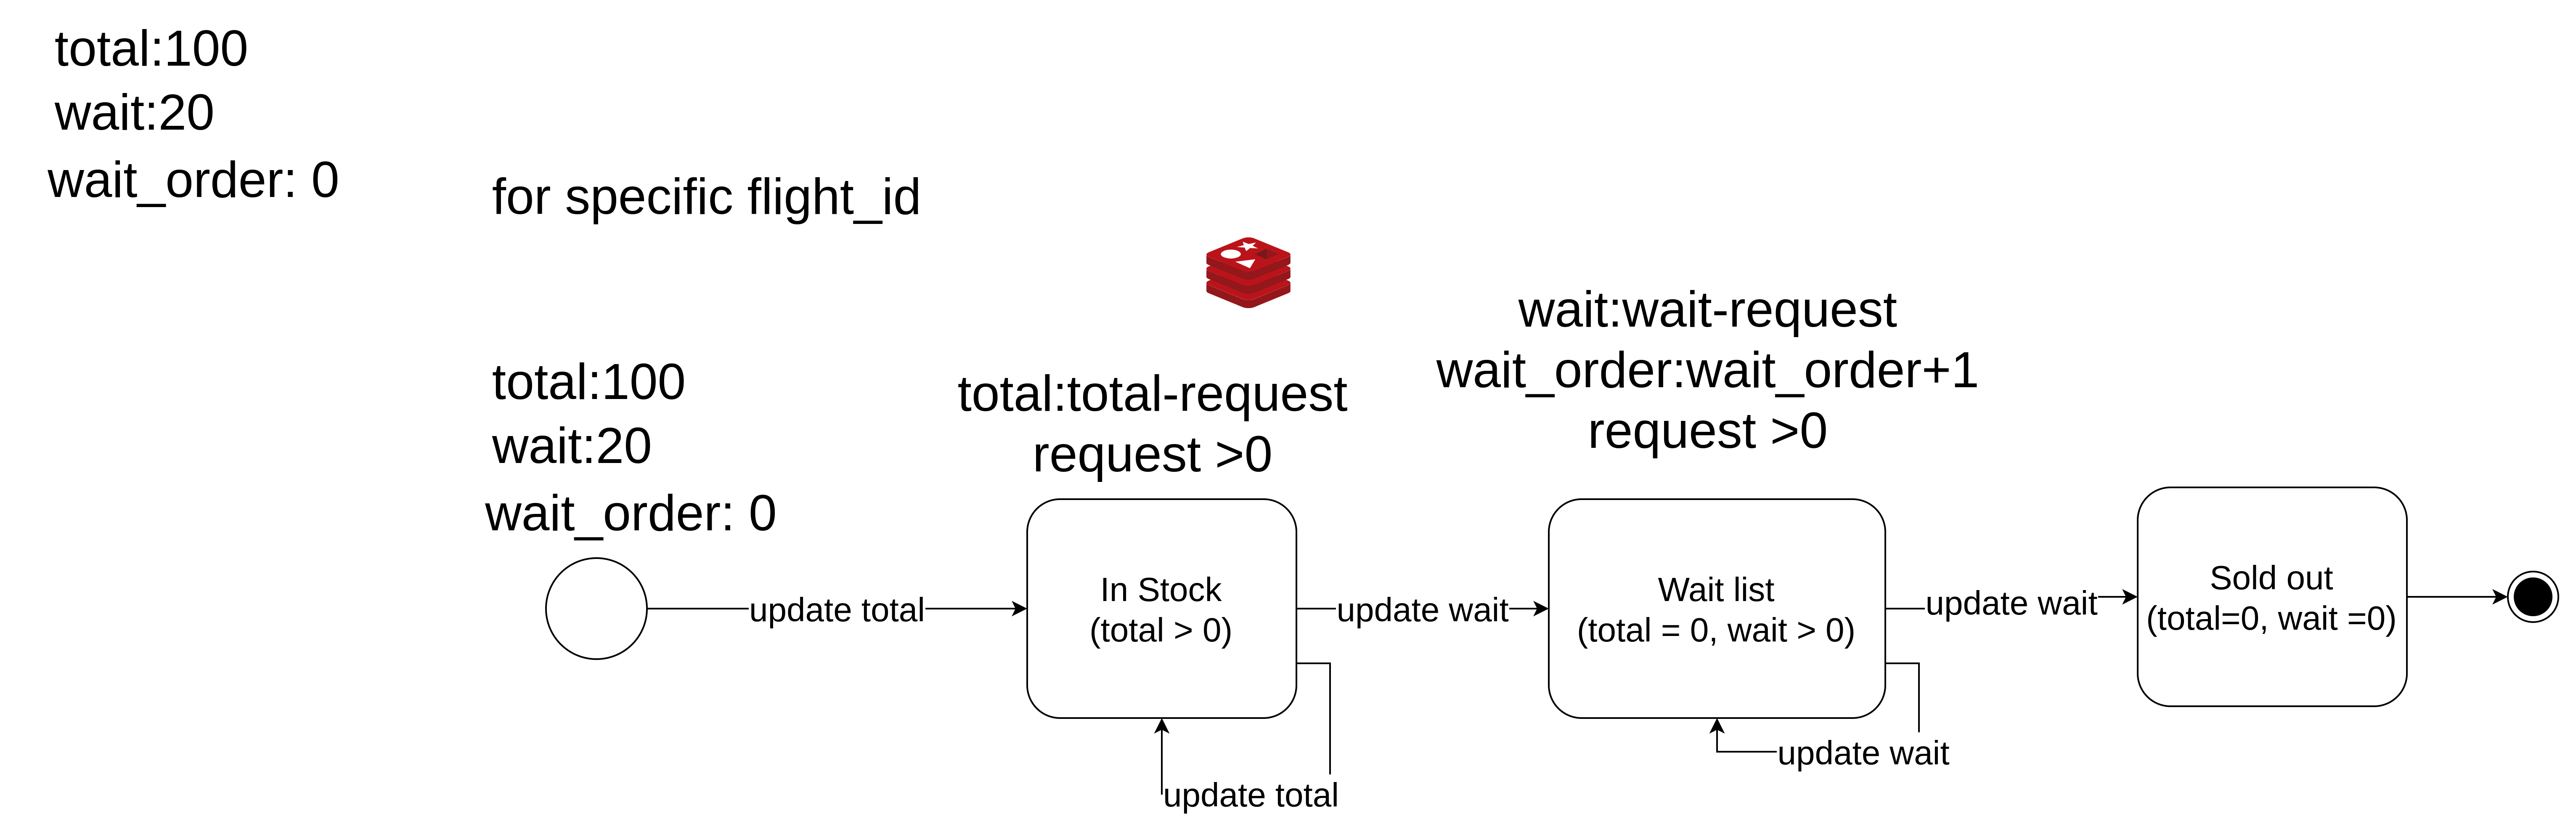 total:100
wait:20
wait_order: 0
for specific flight_id
total:100
wait:20
wait_order: 0
total:total-request
request >0
wait:wait-request
wait_order:wait_order+1
request >0
update total
In Stock
(total > 0)
update total
update wait
Wait list
(total = 0, wait > 0)
update wait
update wait
Sold out
(total=0, wait =0)